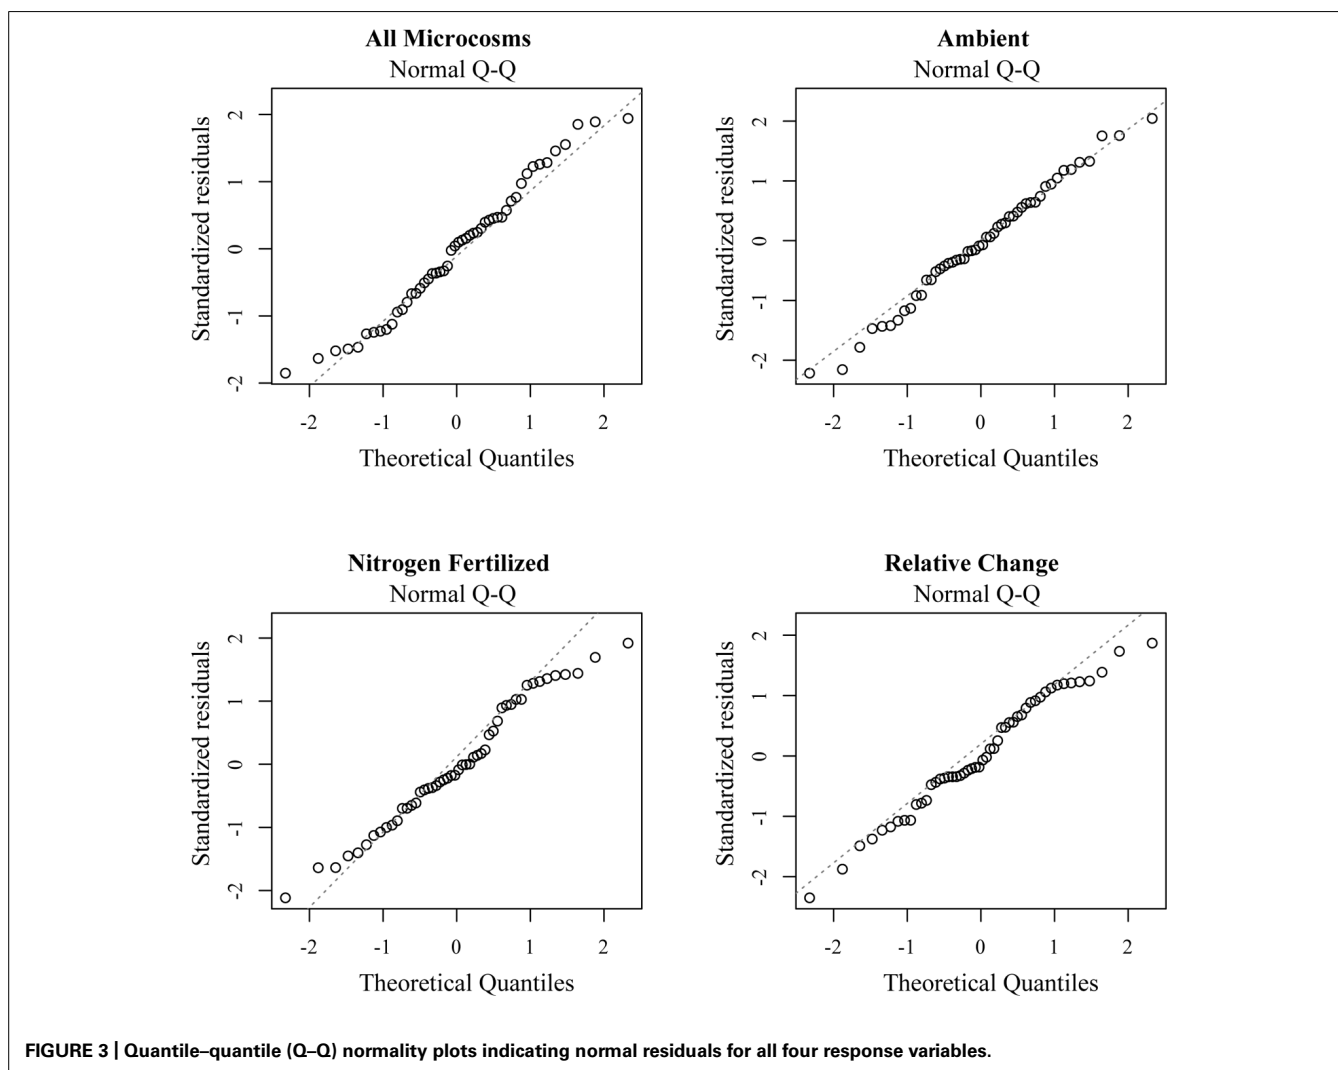 All Microcosms
Normal Q-Q
Standardized residuals
2
1
0
-1
-2
-2
-1
0
1
2
Theoretical Quantiles
Ambient
Normal Q-Q
Standardized residuals
2
1
0
-1
-2
-2
-1
0
1
2
Theoretical Quantiles
Nitrogen Fertilized
Normal Q-Q
Standardized residuals
2
1
0
-1
-2
-2
-1
0
1
2
Theoretical Quantiles
Relative Change
Normal Q-Q
Standardized residuals
2
1
0
-1
-2
-2
-1
0
1
2
Theoretical Quantiles
FIGURE 3 | Quantile–quantile (Q–Q) normality plots indicating normal residuals for all four response variables.